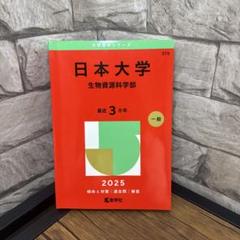 大学赤本シリーズ
日本大学
生物資源科学部
最近3カ年
一般
2025
傾向と対策|過去問|解答
教学社